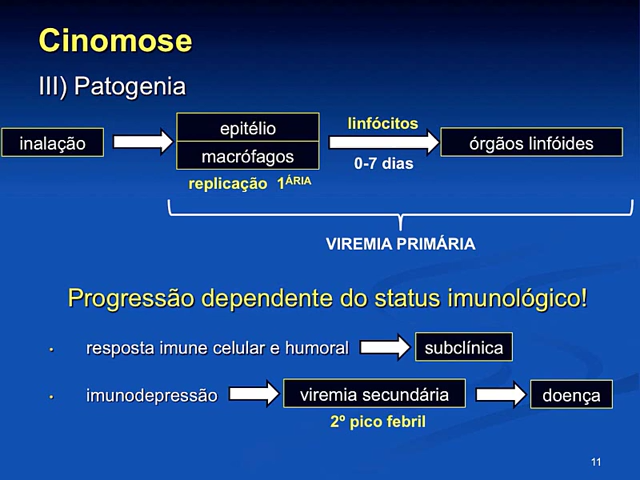 Cinomose
III) Patogenia
inalação
epitélio
macrófagos
replicação 1ÁRIA
linfócitos
0-7 dias
órgãos linfóides
VIREMIA PRIMÁRIA
Progressão dependente do status imunológico!
• resposta imune celular e humoral
subclínica
• imunodepressão
viremia secundária
2º pico febril
doença
11